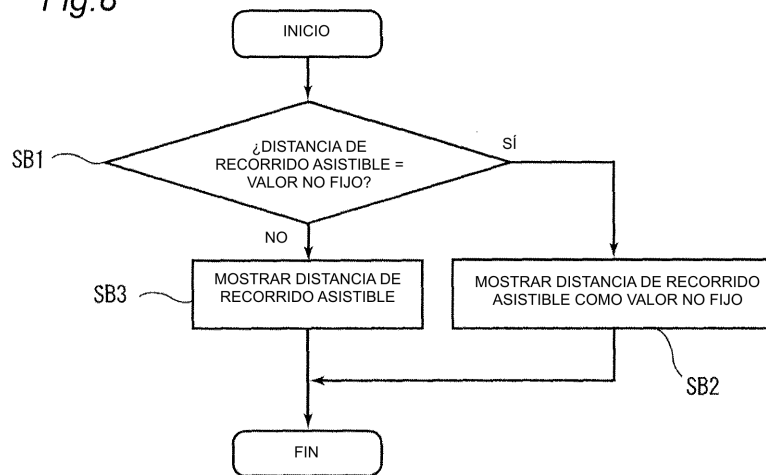 Fig.8
INICIO
¿DISTANCIA DE
RECORRIDO ASISTIBLE =
VALOR NO FIJO?
SB1
SÍ
NO
MOSTRAR DISTANCIA DE
RECORRIDO ASISTIBLE
SB3
MOSTRAR DISTANCIA DE RECORRIDO
ASISTIBLE COMO VALOR NO FIJO
SB2
FIN